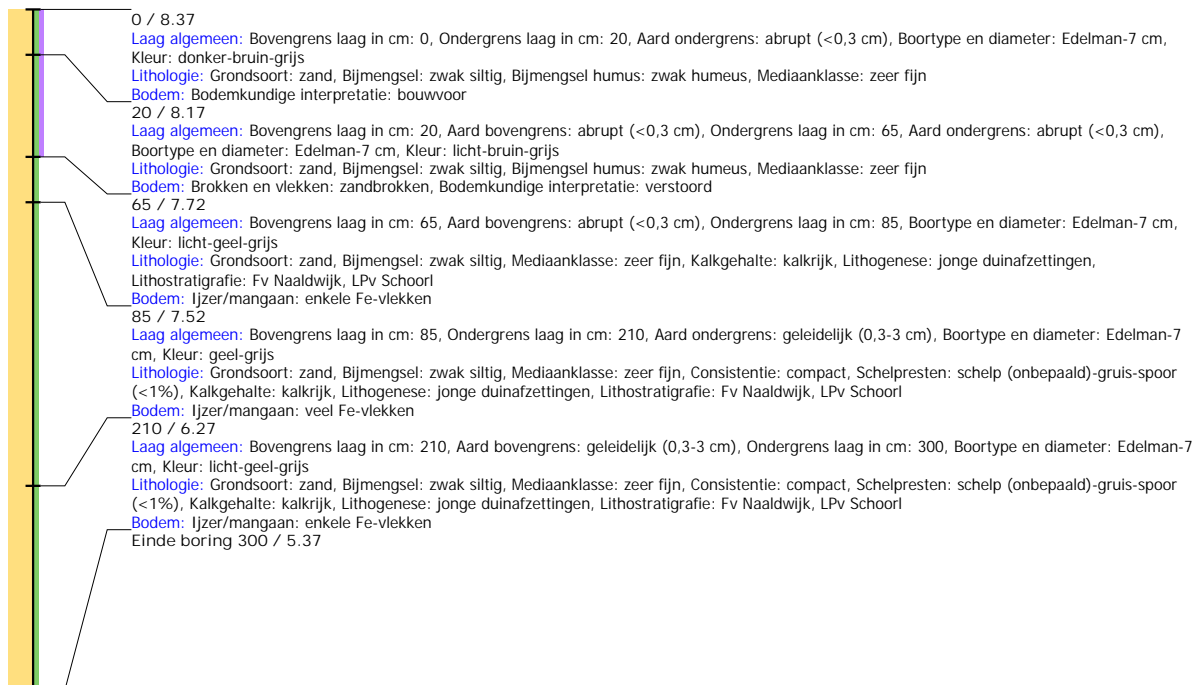 0 / 8.37
Laag algemeen: Bovengrens laag in cm: 0, Ondergrens laag in cm: 20, Aard ondergrens: abrupt (<0,3 cm), Boortype en diameter: Edelman-7 cm,
Kleur: donker-bruin-grijs
Lithologie: Grondsoort: zand, Bijmengsel: zwak siltig, Bijmengsel humus: zwak humeus, Mediaanklasse: zeer fijn
Bodem: Bodemkundige interpretatie: bouwvoor
20 / 8.17
Laag algemeen: Bovengrens laag in cm: 20, Aard bovengrens: abrupt (<0,3 cm), Ondergrens laag in cm: 65, Aard ondergrens: abrupt (<0,3 cm),
Boortype en diameter: Edelman-7 cm, Kleur: licht-bruin-grijs
Lithologie: Grondsoort: zand, Bijmengsel: zwak siltig, Bijmengsel humus: zwak humeus, Mediaanklasse: zeer fijn
Bodem: Brokken en vlekken: zandbrokken, Bodemkundige interpretatie: verstoord
65 / 7.72
Laag algemeen: Bovengrens laag in cm: 65, Aard bovengrens: abrupt (<0,3 cm), Ondergrens laag in cm: 85, Boortype en diameter: Edelman-7 cm,
Kleur: licht-geel-grijs
Lithologie: Grondsoort: zand, Bijmengsel: zwak siltig, Mediaanklasse: zeer fijn, Kalkgehalte: kalkrijk, Lithogenese: jonge duinafzettingen,
Lithostratigrafie: Fv Naaldwijk, LPv Schoorl
Bodem: Ijzer/mangaan: enkele Fe-vlekken
85 / 7.52
Laag algemeen: Bovengrens laag in cm: 85, Ondergrens laag in cm: 210, Aard ondergrens: geleidelijk (0,3-3 cm), Boortype en diameter: Edelman-7
cm, Kleur: geel-grijs
Lithologie: Grondsoort: zand, Bijmengsel: zwak siltig, Mediaanklasse: zeer fijn, Consistentie: compact, Schelpresten: schelp (onbepaald)-gruis-spoor
(<1%), Kalkgehalte: kalkrijk, Lithogenese: jonge duinafzettingen, Lithostratigrafie: Fv Naaldwijk, LPv Schoorl
Bodem: Ijzer/mangaan: veel Fe-vlekken
210 / 6.27
Laag algemeen: Bovengrens laag in cm: 210, Aard bovengrens: geleidelijk (0,3-3 cm), Ondergrens laag in cm: 300, Boortype en diameter: Edelman-7
cm, Kleur: licht-geel-grijs
Lithologie: Grondsoort: zand, Bijmengsel: zwak siltig, Mediaanklasse: zeer fijn, Consistentie: compact, Schelpresten: schelp (onbepaald)-gruis-spoor
(<1%), Kalkgehalte: kalkrijk, Lithogenese: jonge duinafzettingen, Lithostratigrafie: Fv Naaldwijk, LPv Schoorl
Bodem: Ijzer/mangaan: enkele Fe-vlekken
Einde boring 300 / 5.37